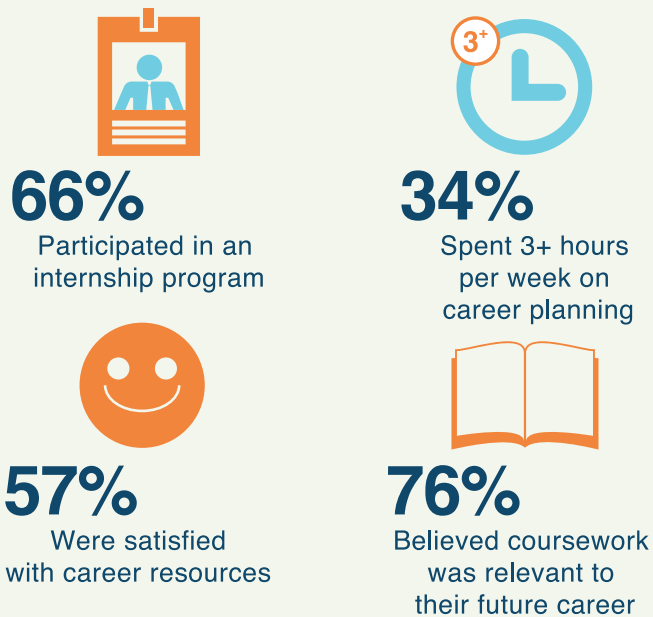 66%
Participated in an
internship program
3+
34%
Spent 3+ hours
per week on
career planning
57%
Were satisfied
with career resources
76%
Believed coursework
was relevant to
their future career